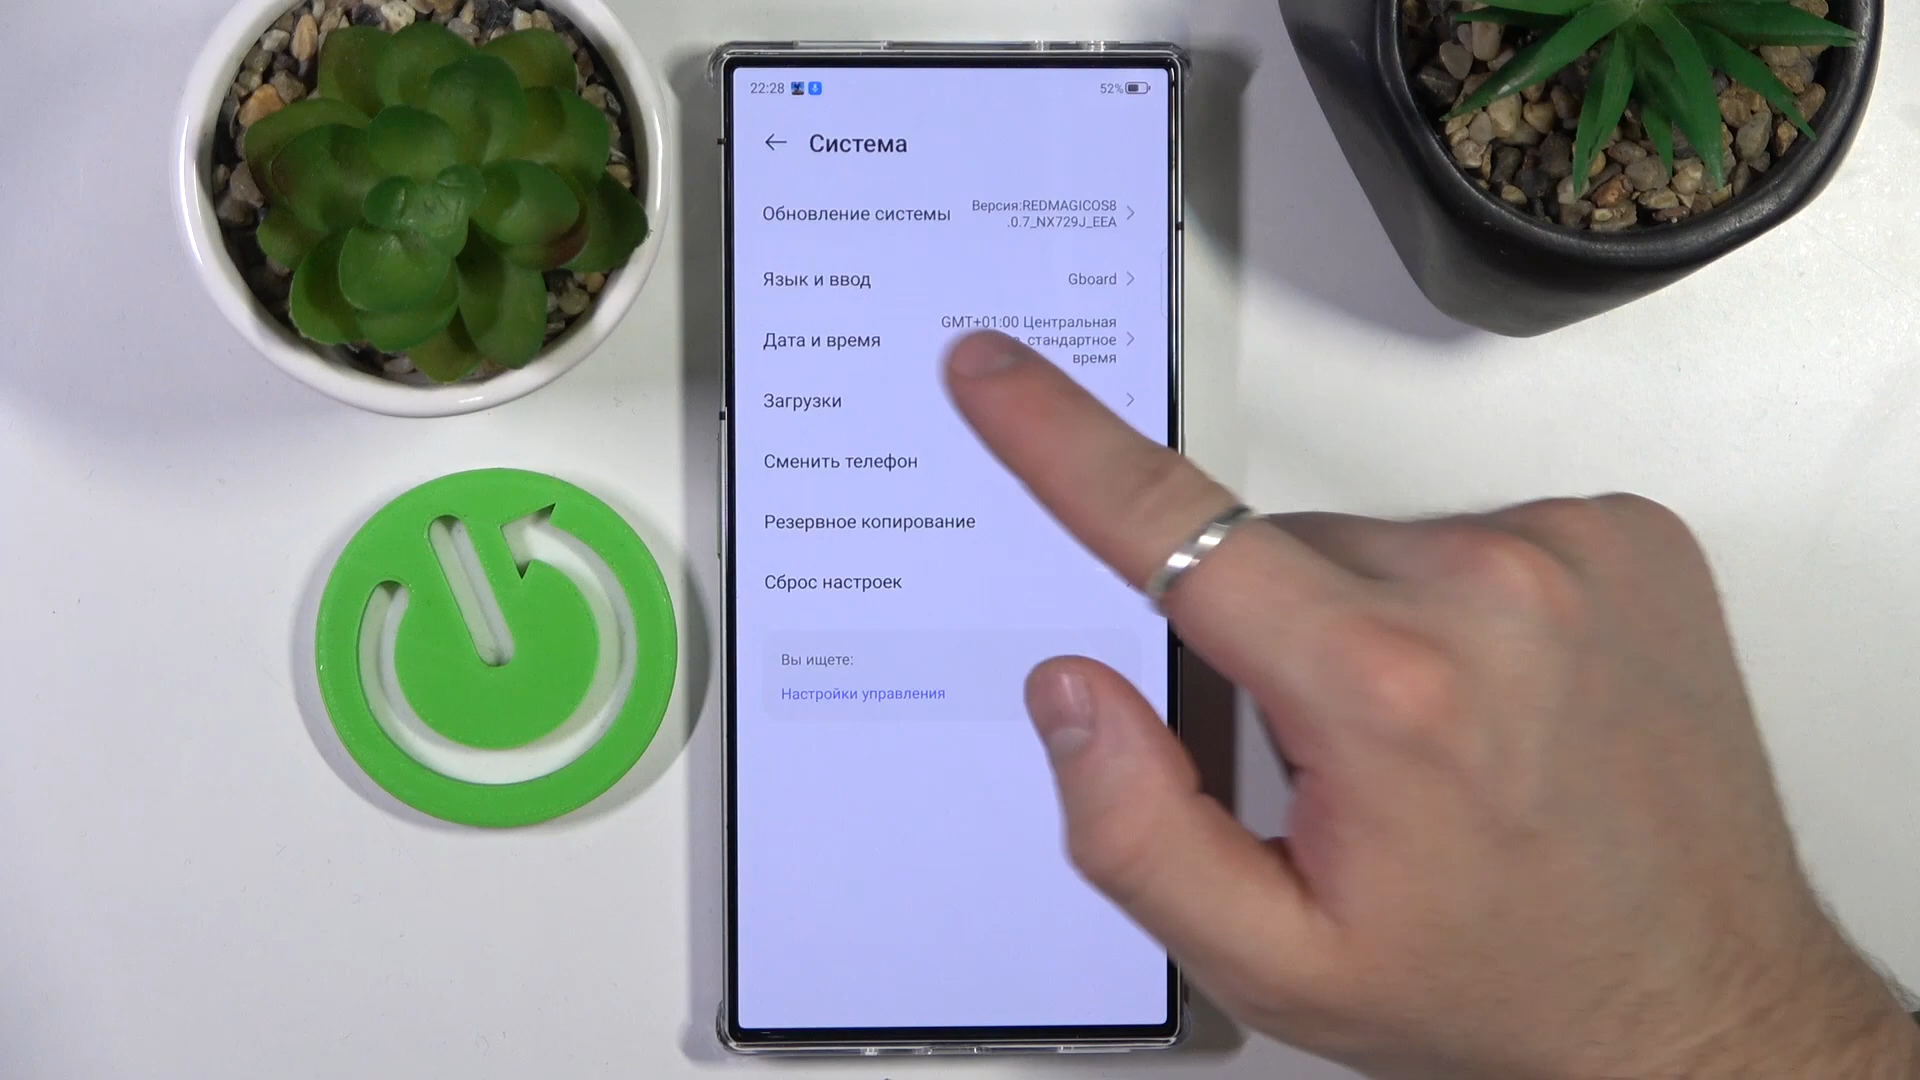 22:28
52%
Система
Обновление системы
Версия:REDMAGICOS8
.0.7_NX729J_EEA
Язык и ввод
Gboard
Дата и время
GMT+01:00 Центральная
стандартное
время
Загрузки
Сменить телефон
Резервное копирование
Сброс настроек
Вы ищете:
Настройки управления